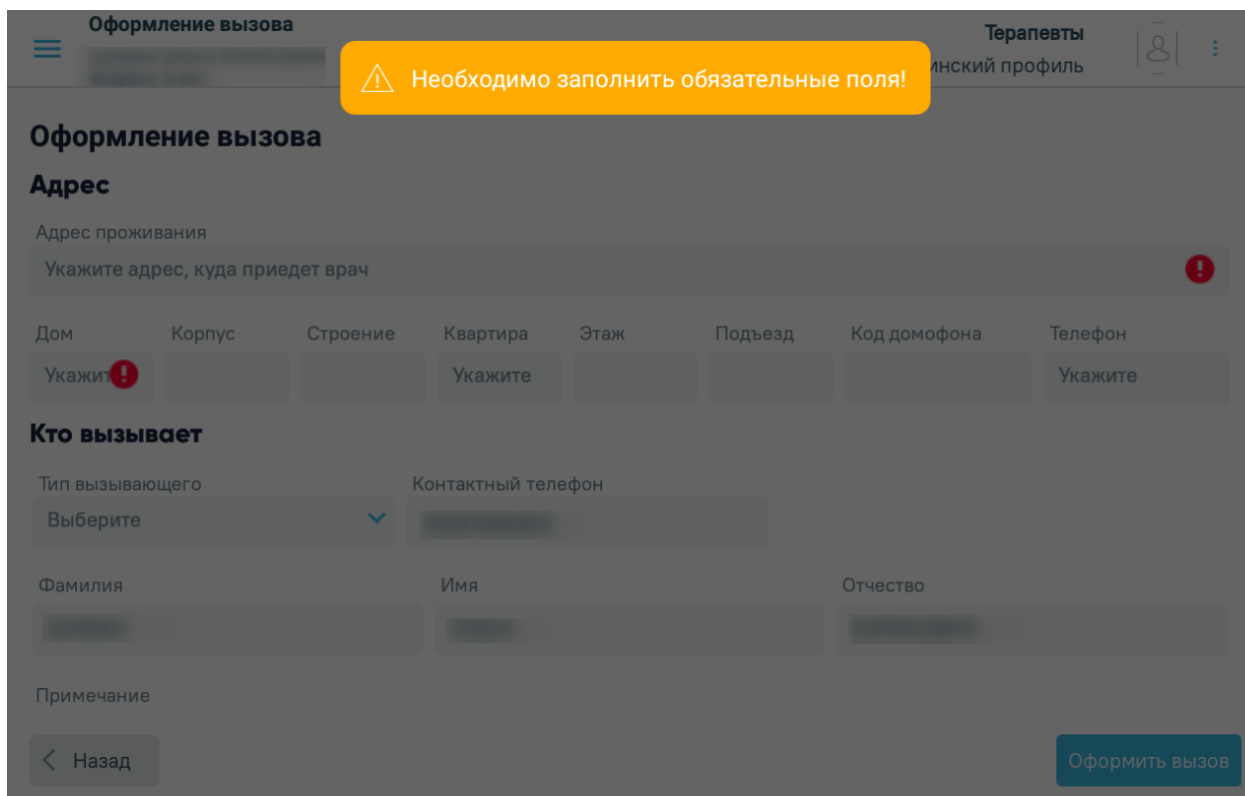 Оформление вызова
Терапевты
инский профиль
Необходимо заполнить обязательные поля!
Оформление вызова
Адрес
Адрес проживания
Укажите адрес, куда приедет врач
Дом Корпус Строение Квартира Этаж Подъезд Код домофона Телефон
Укажит Укажите Укажите
Кто вызывает
Тип вызывающего Контактный телефон
Выберите
Фамилия Имя Отчество
Примечание
Назад Оформить вызов